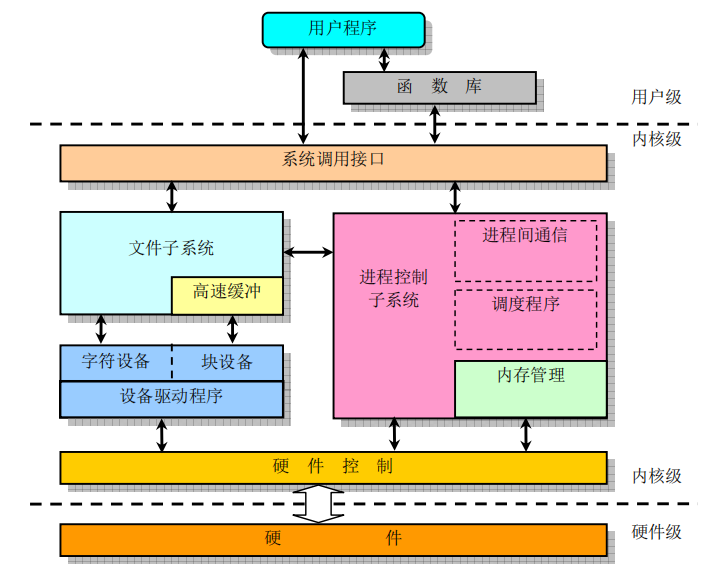 用户程序
函 数 库
用户级
内核级
系统调用接口
文件子系统
高速缓冲
进程控制
子系统
进程间通信
调度程序
内存管理
字符设备
块设备
设备驱动程序
硬 件 控 制
内核级
硬 件
硬件级